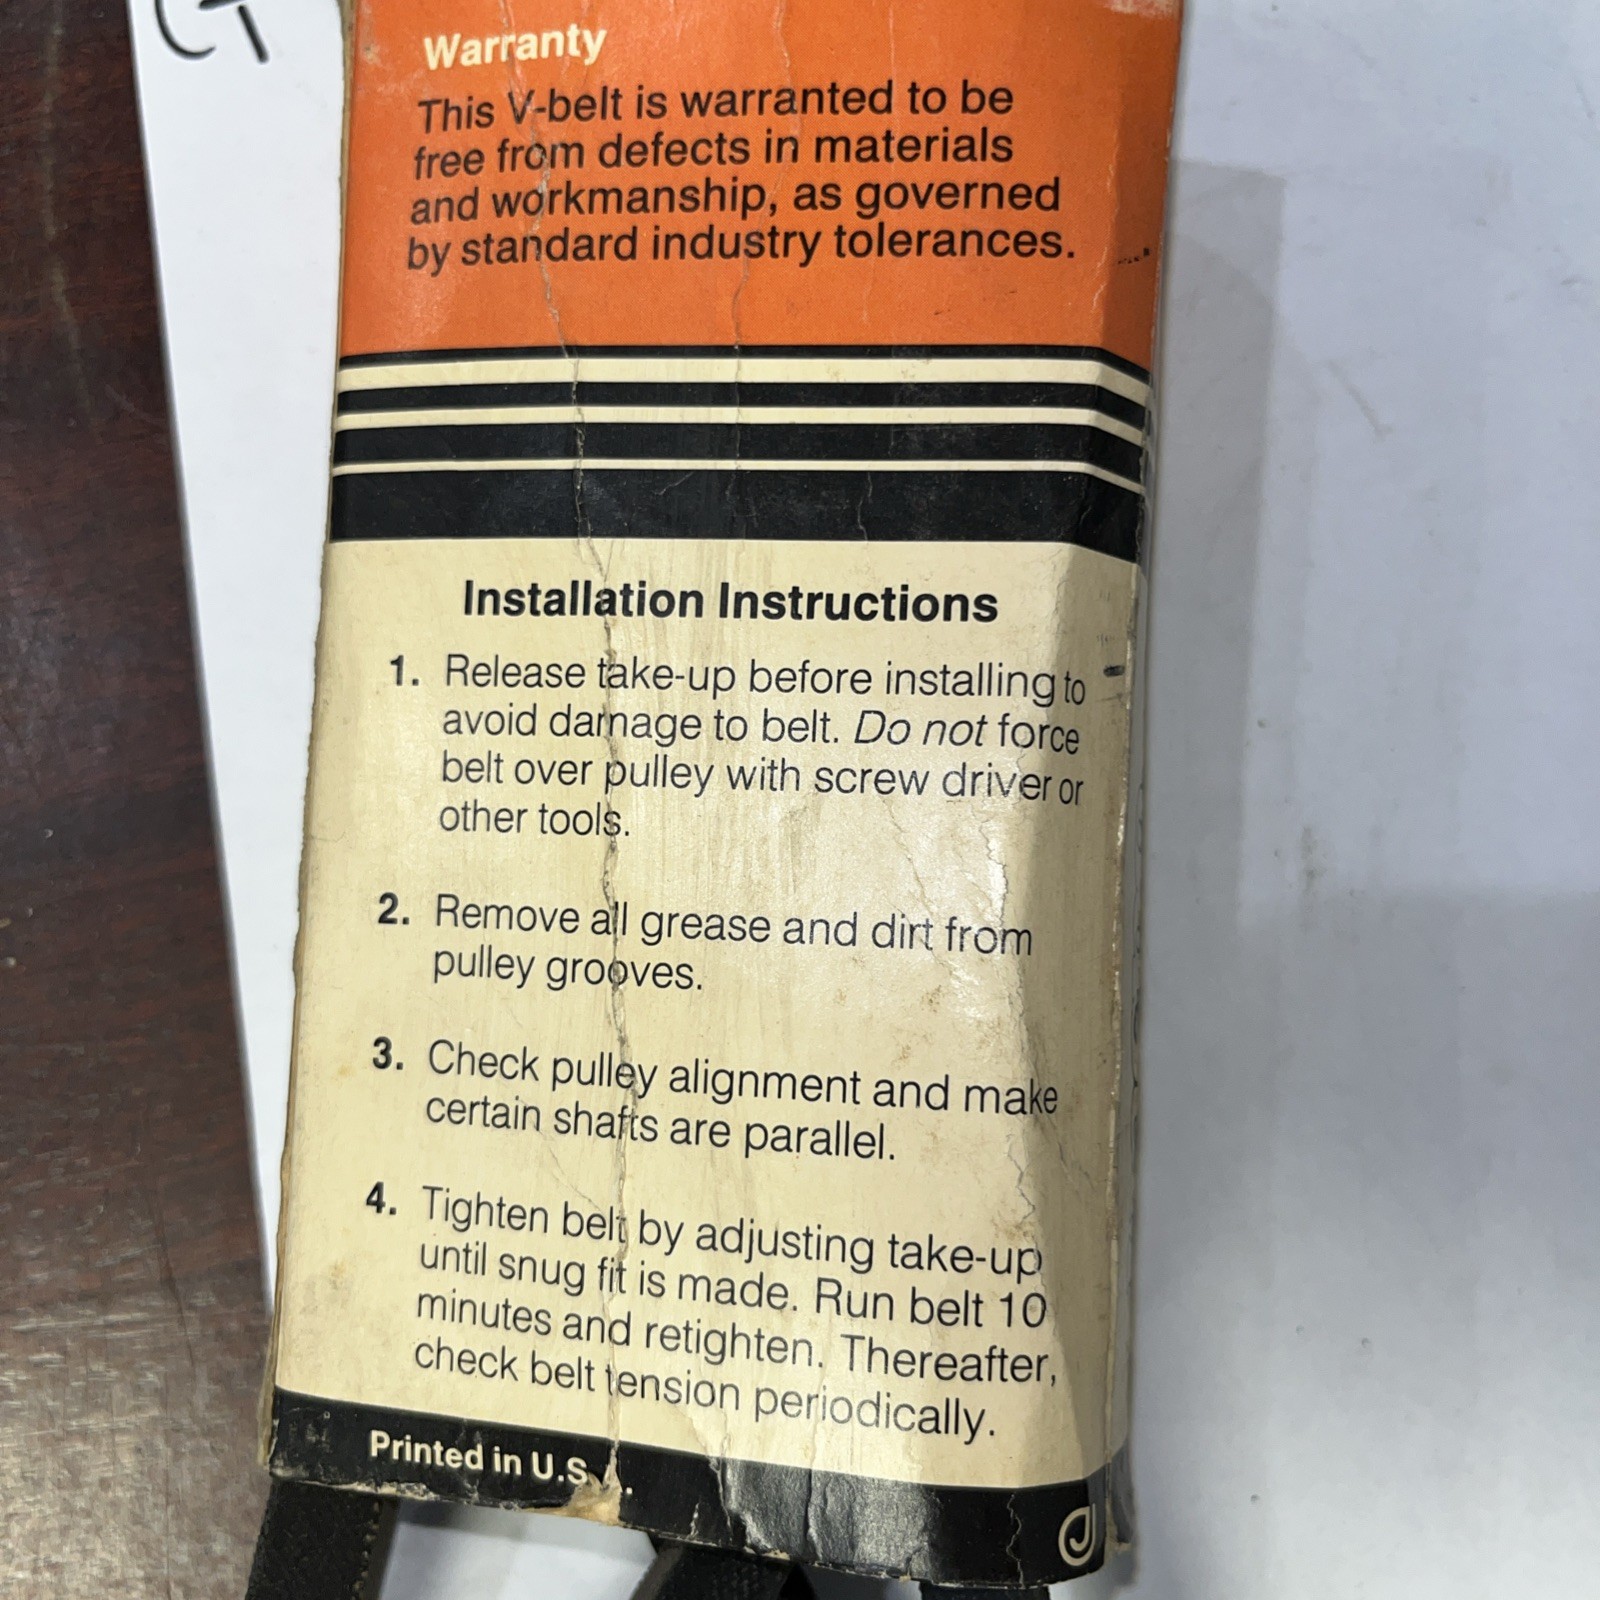 Warranty
This V-belt is warranted to be
free from defects in materials
and workmanship, as governed
by standard industry tolerances.
Installation Instructions
1. Release take-up before installing to
avoid damage to belt. Do not force
belt over pulley with screw driver or
other tools.
2. Remove all grease and dirt from
pulley grooves.
3. Check pulley alignment and make
certain shafts are parallel.
4. Tighten belt by adjusting take-up
until snug fit is made. Run belt 10
minutes and retighten. Thereafter,
check belt tension periodically.
Printed in U.S.A.